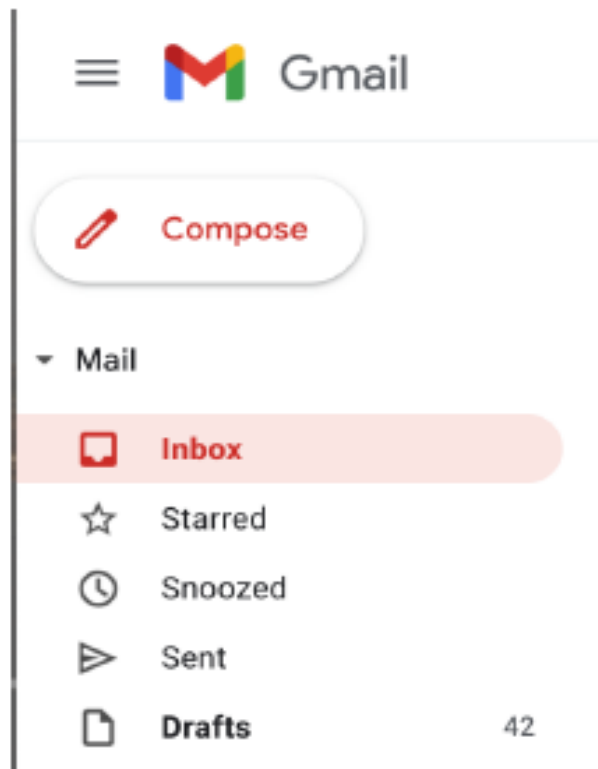 Gmail
Compose
Mail
Inbox
Starred
Snoozed
Sent
Drafts 42